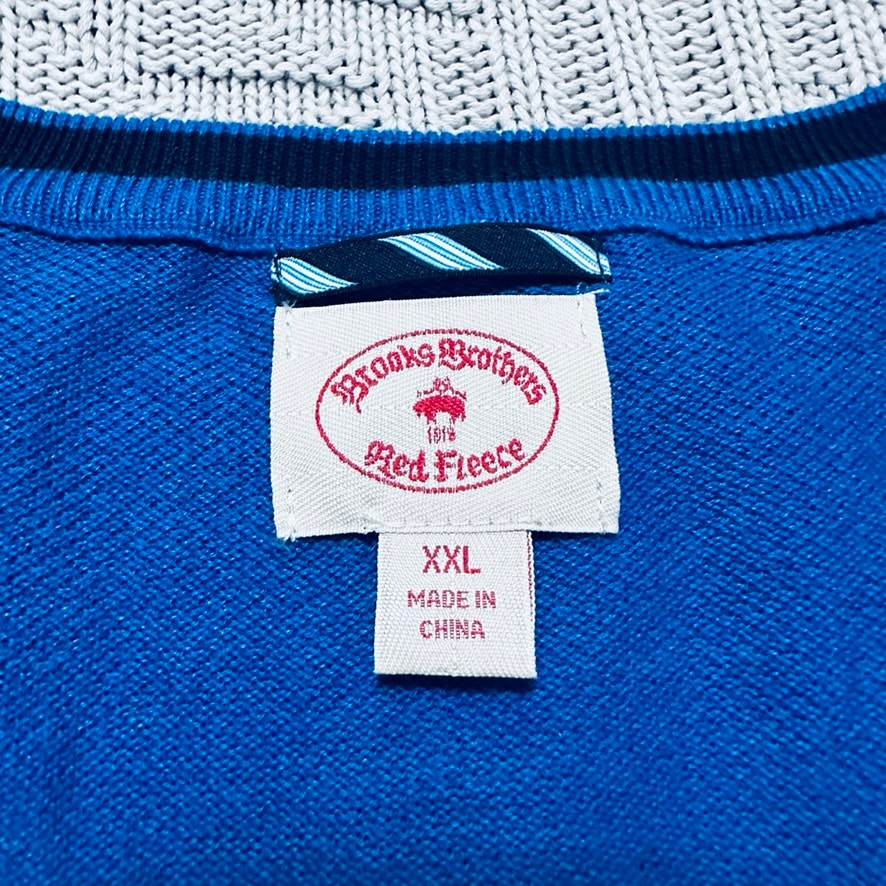 Brooks Brothers
1818
Red Fleece
XXL
MADE IN
CHINA